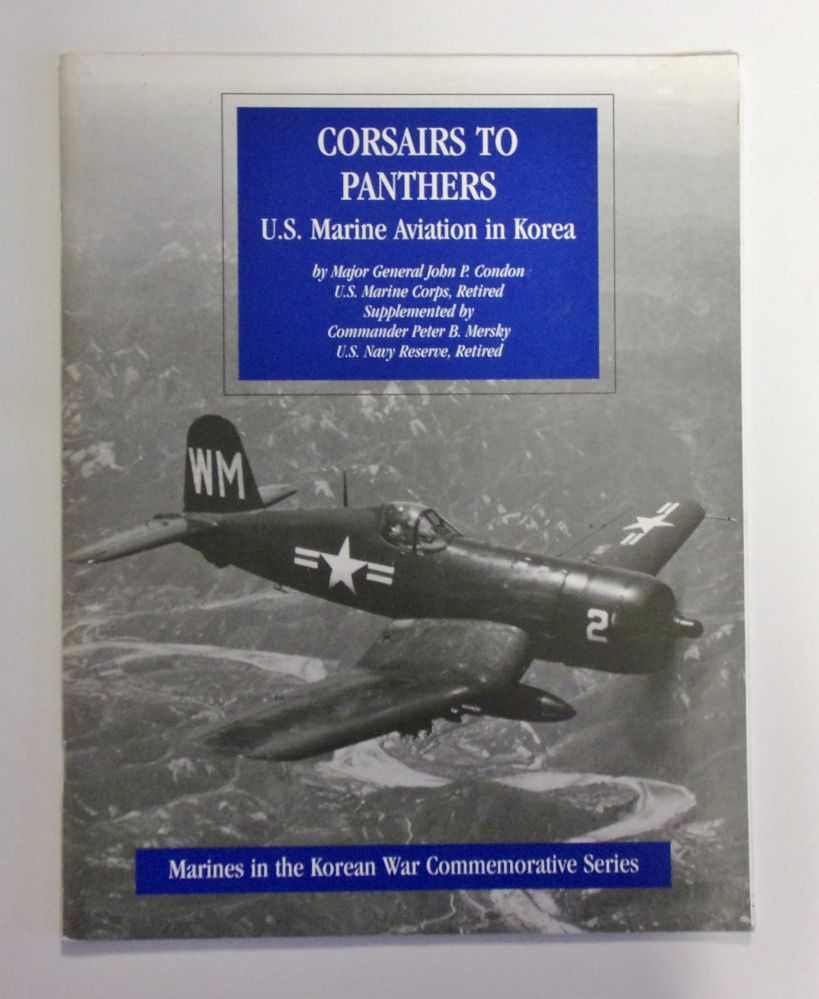 CORSAIRS TO
PANTHERS
U.S. Marine Aviation in Korea
by Major General John P. Condon
U.S. Marine Corps, Retired
Supplemented by
Commander Peter B. Mersky
U.S. Navy Reserve, Retired
WM
2
Marines in the Korean War Commemorative Series